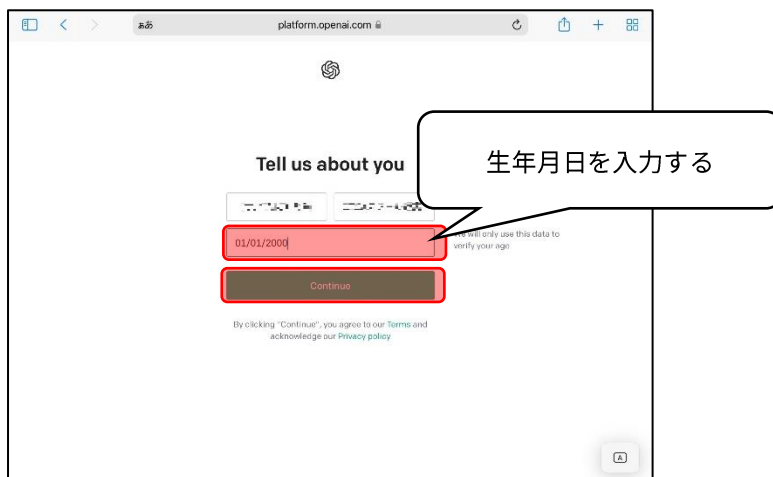 ぁあ platform.openai.com
Tell us about you
生年月日を入力する
01/01/2000
We will only use this data to
verify your age
Continue
By clicking "Continue", you agree to our Terms and
acknowledge our Privacy policy
A